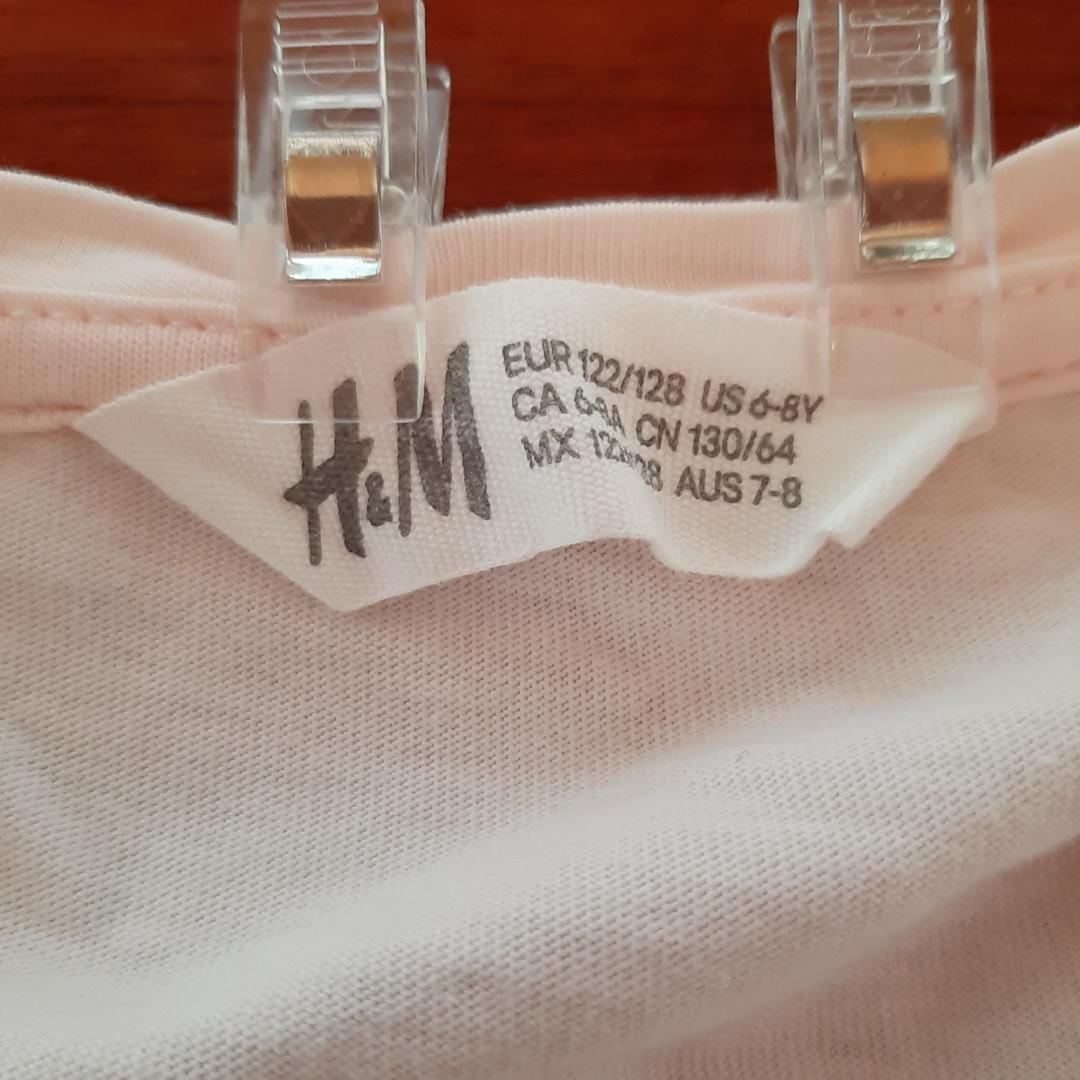 H&M
EUR 122/128 US 6-8Y
CA CN 130/64
MX AUS 7-8